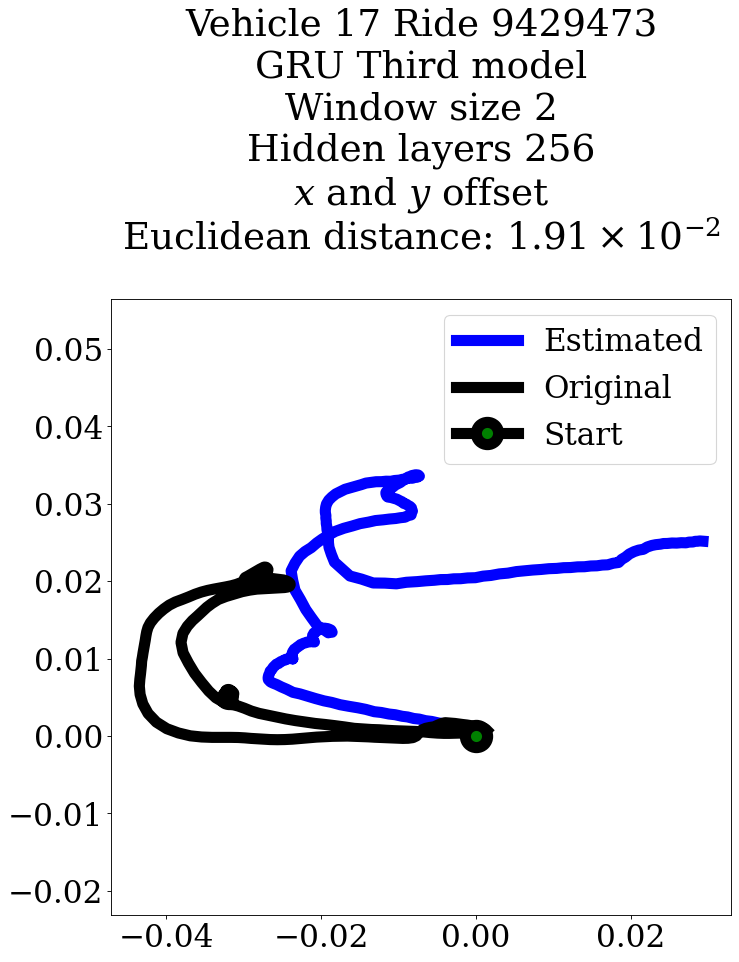 Vehicle 17 Ride 9429473
GRU Third model
Window size 2
Hidden layers 256
x and y offset
Euclidean distance: 1.91 × 10⁻²
Estimated
Original
Start
0.05
0.04
0.03
0.02
0.01
0.00
−0.01
−0.02
−0.04 −0.02 0.00 0.02